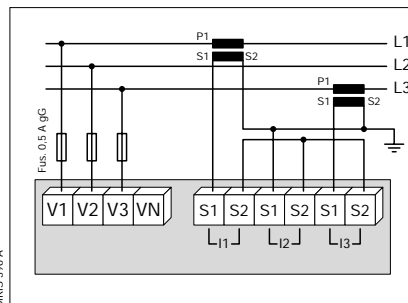 P1
L1
S1 S2
L2
P1
L3
S1 S2
Fus. 0,5 A gG
V1 V2 V3 VN
S1 S2 S1 S2 S1 S2
I1 I2 I3